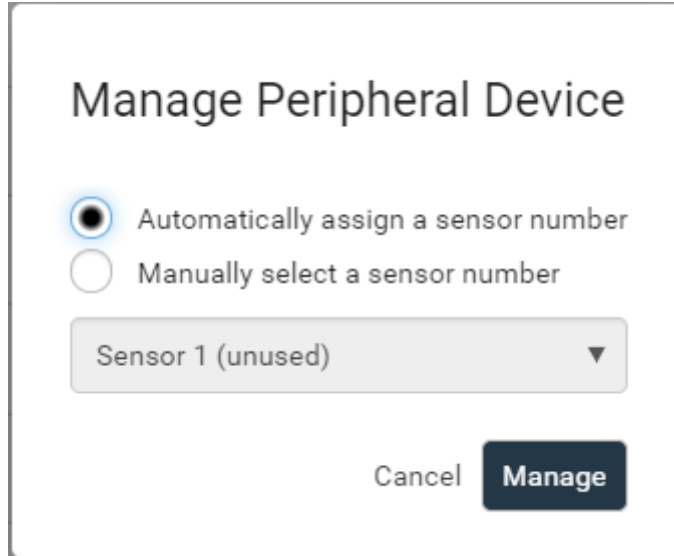 Manage Peripheral Device
Automatically assign a sensor number
Manually select a sensor number
Sensor 1 (unused)
Cancel
Manage